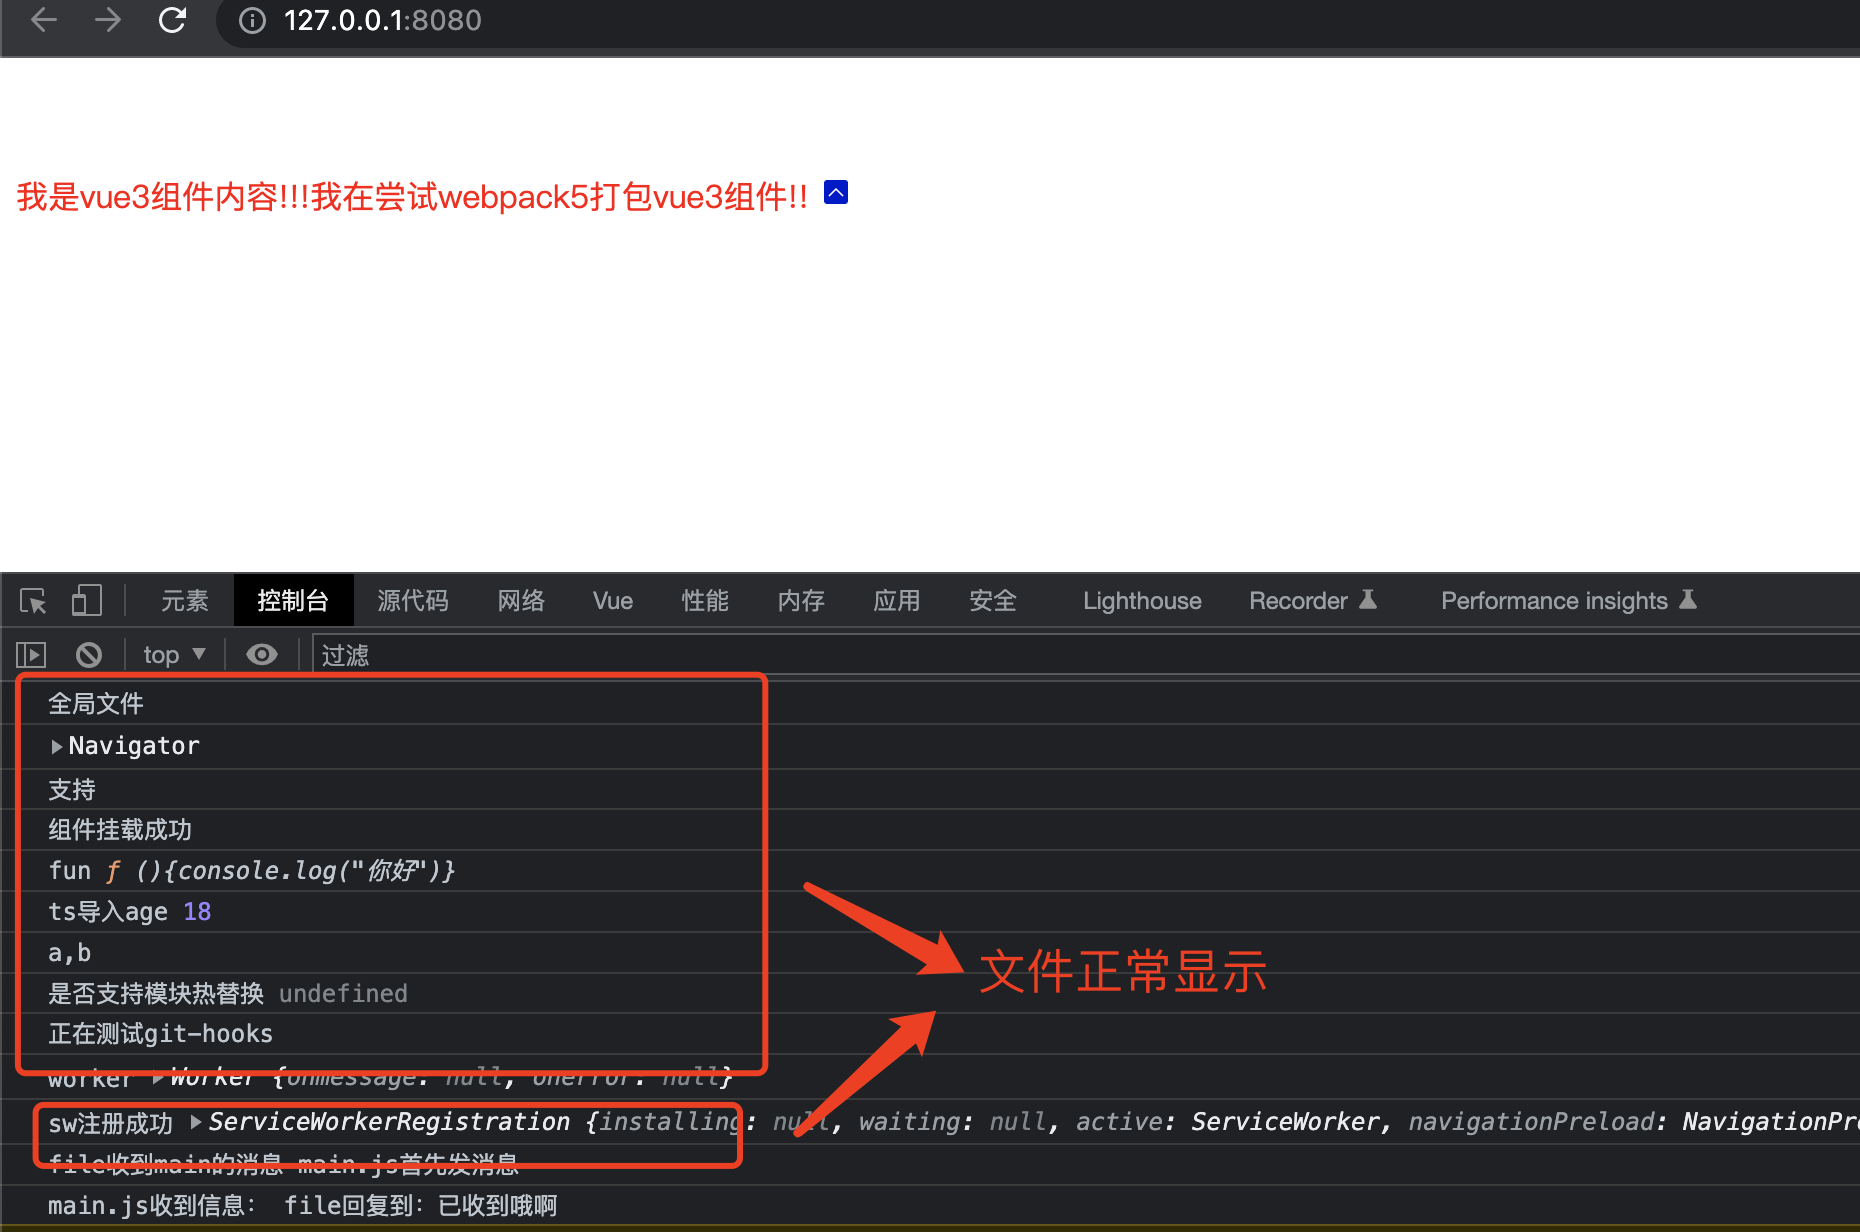 127.0.0.1:8080
我是vue3组件内容!!!我在尝试webpack5打包vue3组件!!
元素 控制台 源代码 网络 Vue 性能 内存 应用 安全 Lighthouse Recorder Performance insights
top 过滤
全局文件
Navigator
支持
组件挂载成功
fun f (){console.log("你好")}
ts导入age 18
a,b
文件正常显示
是否支持模块热替换 undefined
正在测试git-hooks
worker Worker {onmessage: null, onerror: null}
sw注册成功 ServiceWorkerRegistration {installing: null, waiting: null, active: ServiceWorker, navigationPreload: NavigationPre
file收到main的消息 main.js首先发消息
main.js收到信息： file回复到：已收到哦啊